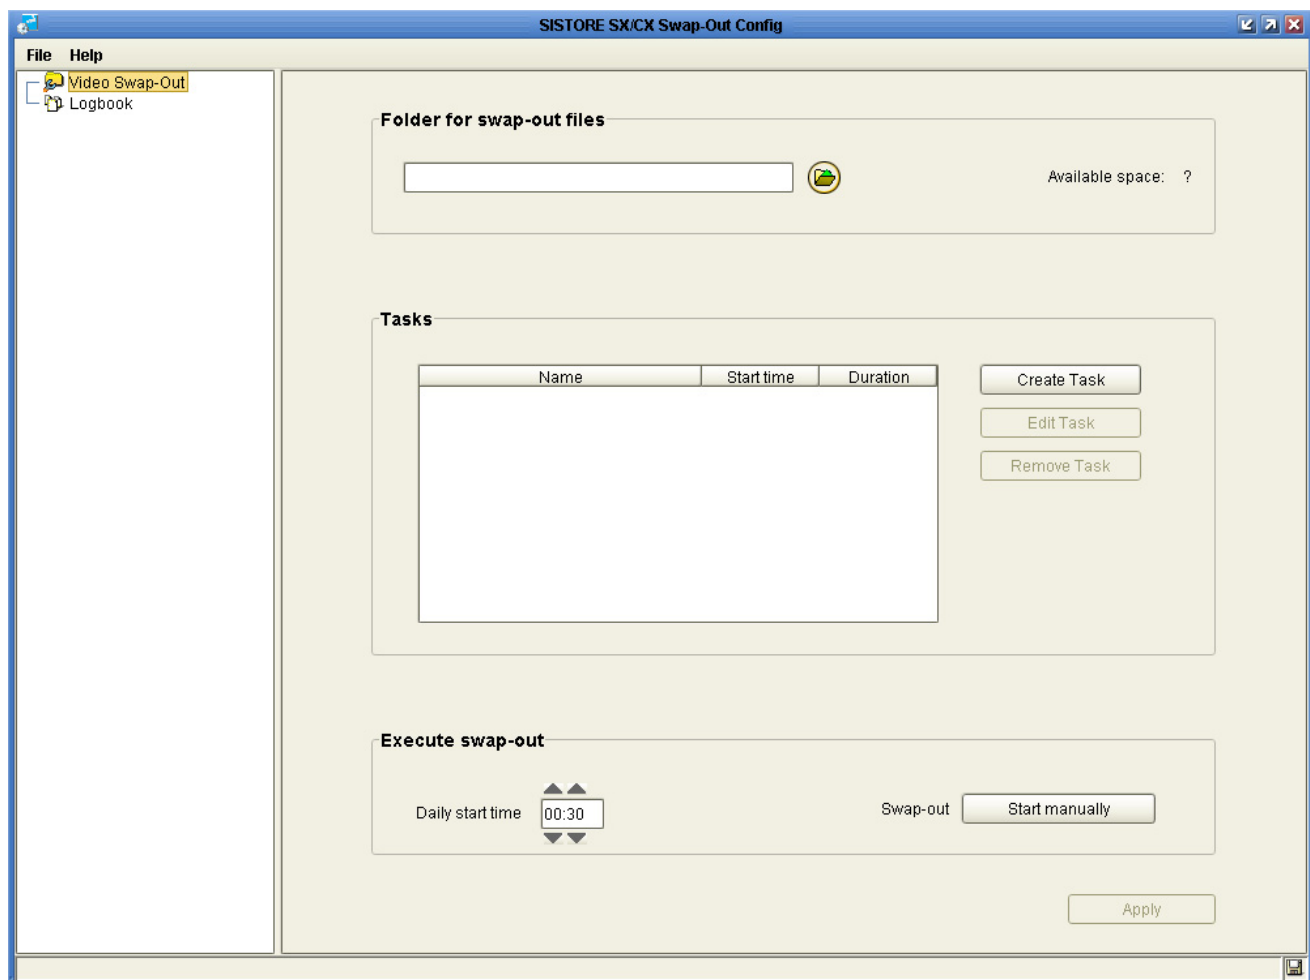 SISTORE SX/CX Swap-Out Config
File Help
Video Swap-Out
Logbook
Folder for swap-out files
Available space: ?
Tasks
Name Start time Duration
Create Task
Edit Task
Remove Task
Execute swap-out
Daily start time 00:30 Swap-out Start manually
Apply